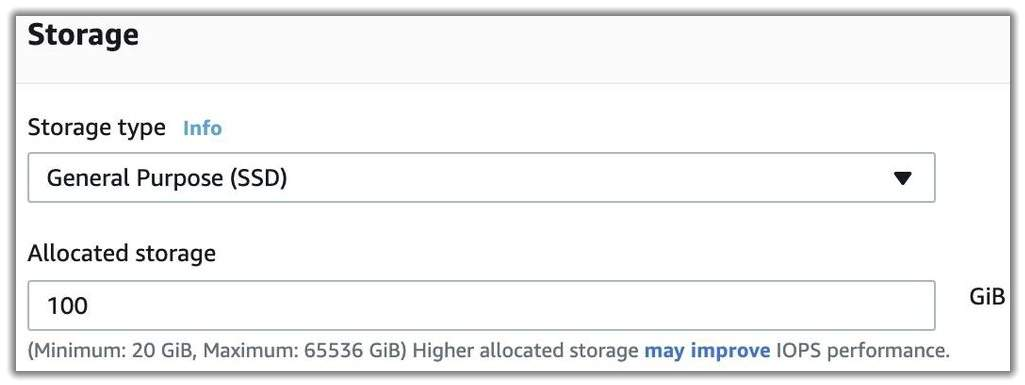 Storage
Storage type Info
General Purpose (SSD)
Allocated storage
100
GiB
(Minimum: 20 GiB, Maximum: 65536 GiB) Higher allocated storage may improve IOPS performance.